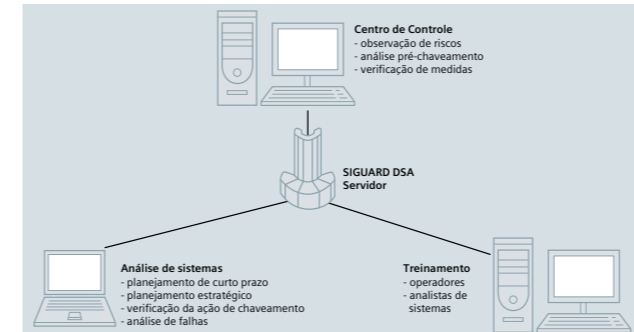 Centro de Controle
- observação de riscos
- análise pré-chaveamento
- verificação de medidas
SIGUARD DSA
Servidor
Análise de sistemas
- planejamento de curto prazo
- planejamento estratégico
- verificação da ação de chaveamento
- análise de falhas
Treinamento
- operadores
- analistas de
sistemas